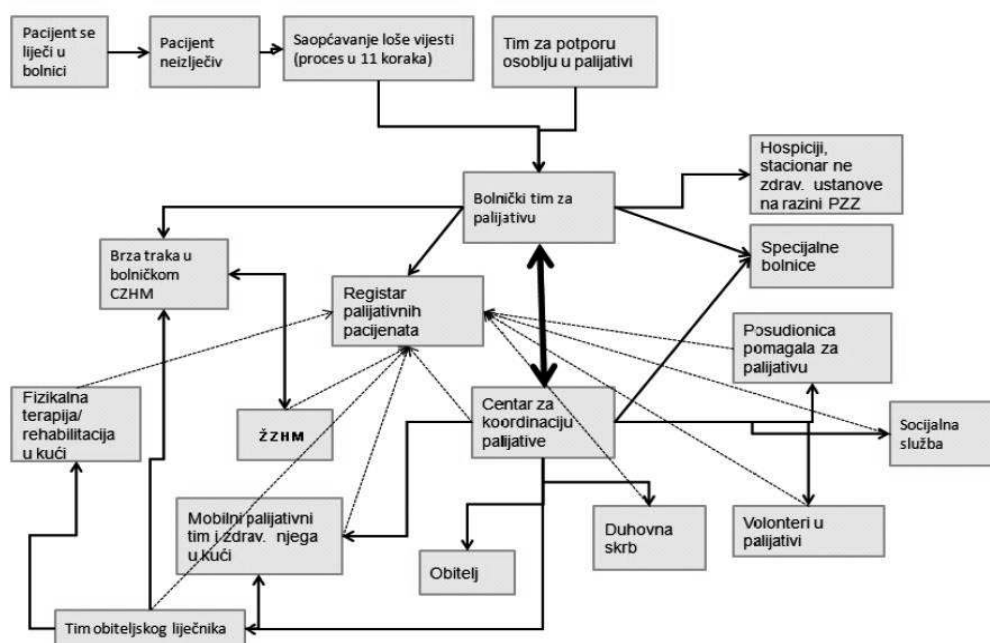 Pacijent se
liječi u
bolnici
Pacijent
neizlječiv
Saopćavanje loše vijesti
(proces u 11 koraka)
Tim za potporu
osoblju u palijativi
Hospiciji,
stacionar ne
zdrav. ustanove
na razini PZZ
Bolnički tim za
palijativu
Brza traka u
bolničkom
CZHM
Specijalne
bolnice
Registar
palijativnih
pacijenata
Posudionica
pomagala za
palijativu
Fizikalna
terapija/
rehabilitacija
u kući
ŽZHM
Centar za
koordinaciju
palijative
Socijalna
služba
Mobilni palijativni
tim i zdrav. njega
u kući
Obitelj
Duhovna
skrb
Volonteri u
palijativi
Tim obiteljskog liječnika